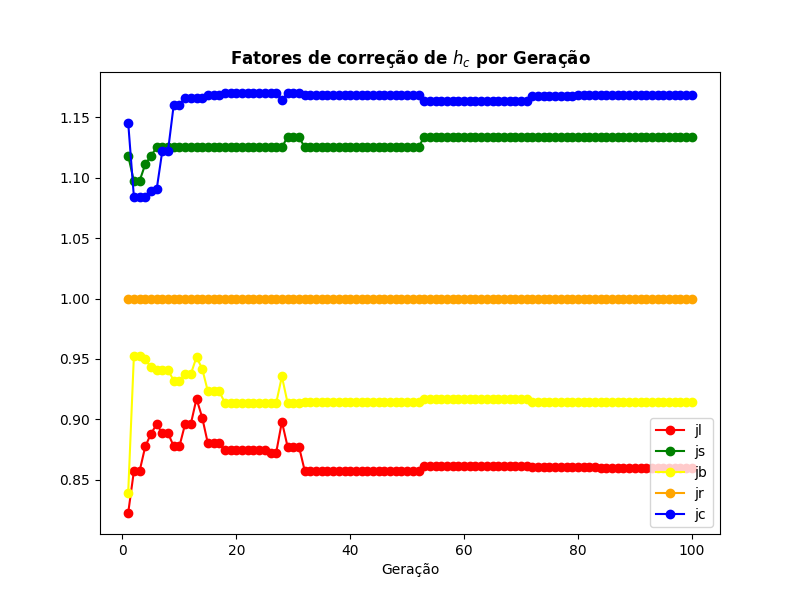 Fatores de correção de h_c por Geração
1.15
1.10
1.05
1.00
0.95
0.90
0.85
0
20
40
60
80
100
Geração
jl
js
jb
jr
jc